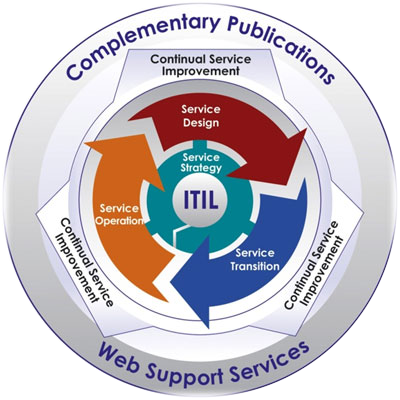 Complementary Publications
Continual Service
Improvement
Service
Design
Service
Strategy
ITIL
Service
Operation
Service
Transition
Continual Service
Improvement
Continual Service
Improvement
Web Support Services